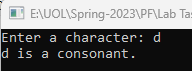 E:\UOL\Spring-2023\PF\Lab Tas
Enter a character: d
d is a consonant.